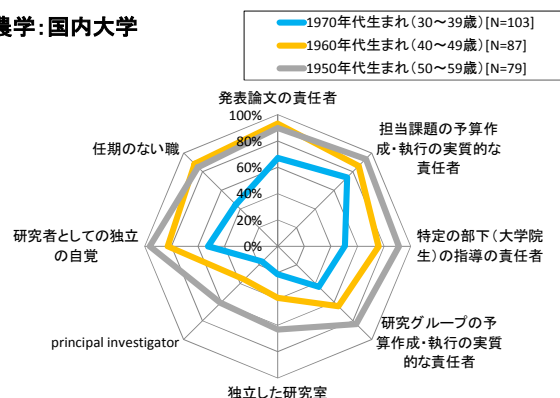 農学：国内大学
1970年代生まれ（30～39歳）[N=103]
1960年代生まれ（40～49歳）[N=87]
1950年代生まれ（50～59歳）[N=79]
発表論文の責任者
担当課題の予算作
成・執行の実質的な
責任者
特定の部下（大学院
生）の指導の責任者
研究グループの予
算作成・執行の実質
的な責任者
独立した研究室
principal investigator
研究者としての独立
の自覚
任期のない職
100%
80%
60%
40%
20%
0%